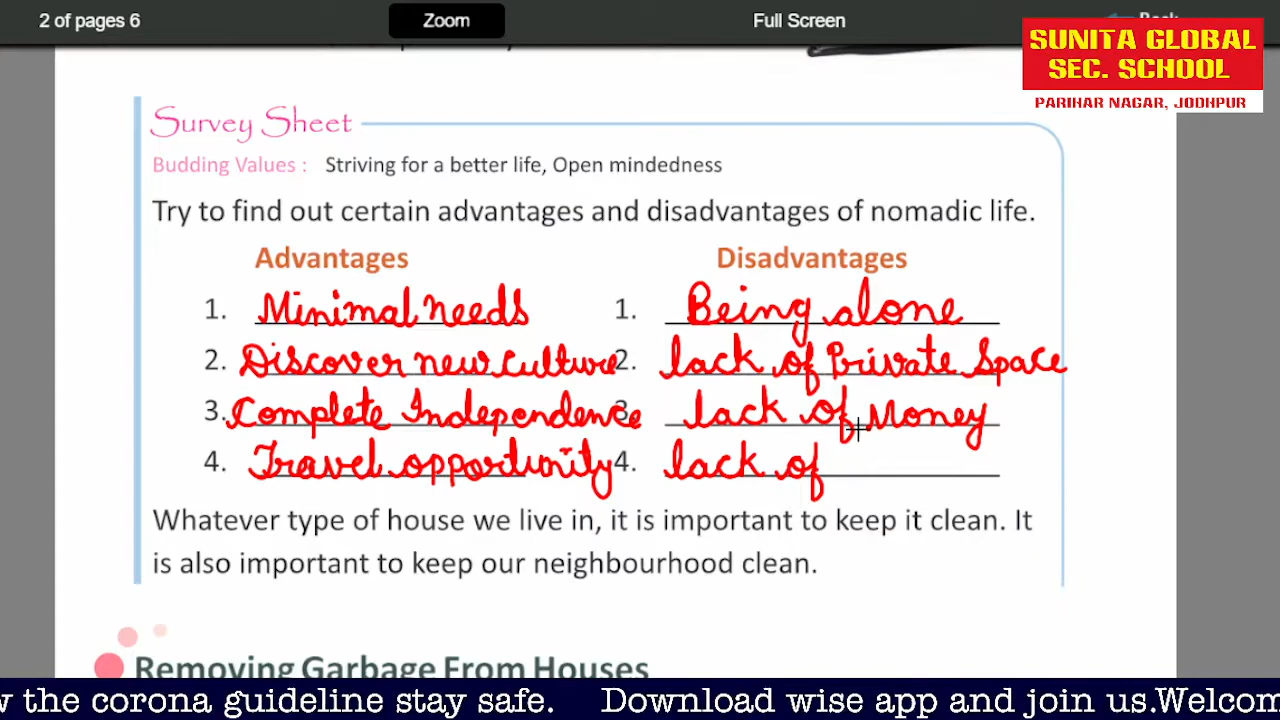 2 of pages 6 Zoom Full Screen Back
SUNITA GLOBAL
SEC. SCHOOL
PARIHAR NAGAR, JODHPUR
Survey Sheet
Budding Values : Striving for a better life, Open mindedness
Try to find out certain advantages and disadvantages of nomadic life.
Advantages Disadvantages
1. Minimal needs 1. Being alone
2. Discover new culture 2. lack of Private Space
3. Complete Independence 3. lack of Money
4. Travel opportunity 4. lack of
Whatever type of house we live in, it is important to keep it clean. It
is also important to keep our neighbourhood clean.
Removing Garbage From Houses
the corona guideline stay safe. Download wise app and join us.Welcom